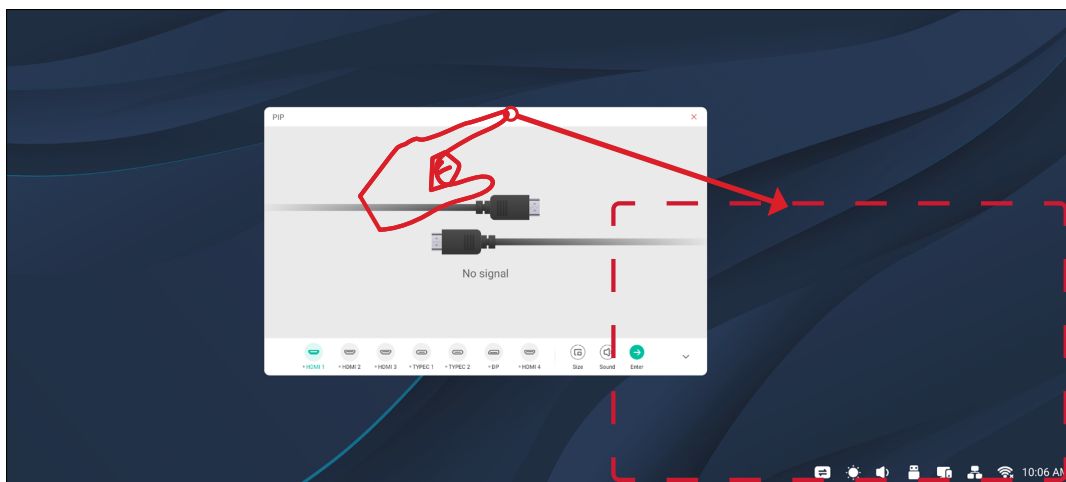 PIP
No signal
HDMI 1 HDMI 2 HDMI 3 TYPEC 1 TYPEC 2 DP HDMI 4 Size Sound Enter
10:06 AM